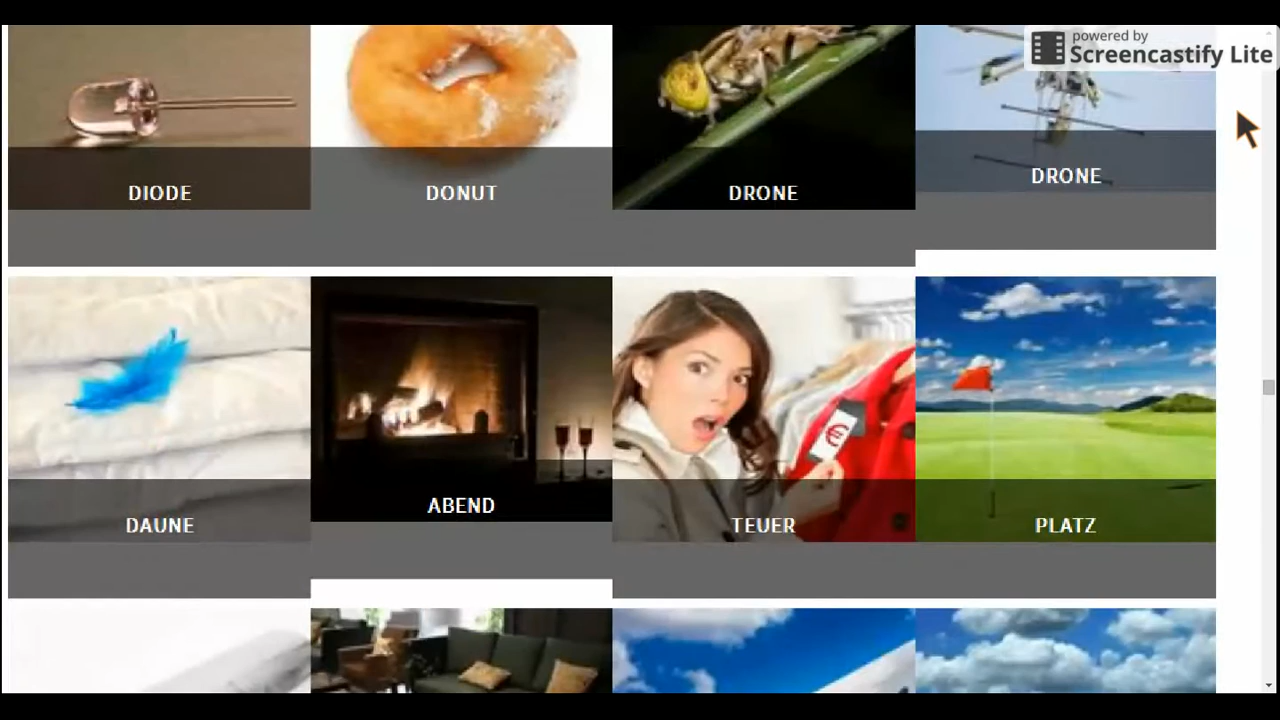 powered by
Screencastify Lite
DIODE
DONUT
DRONE
DRONE
DAUNE
ABEND
€
TEUER
PLATZ